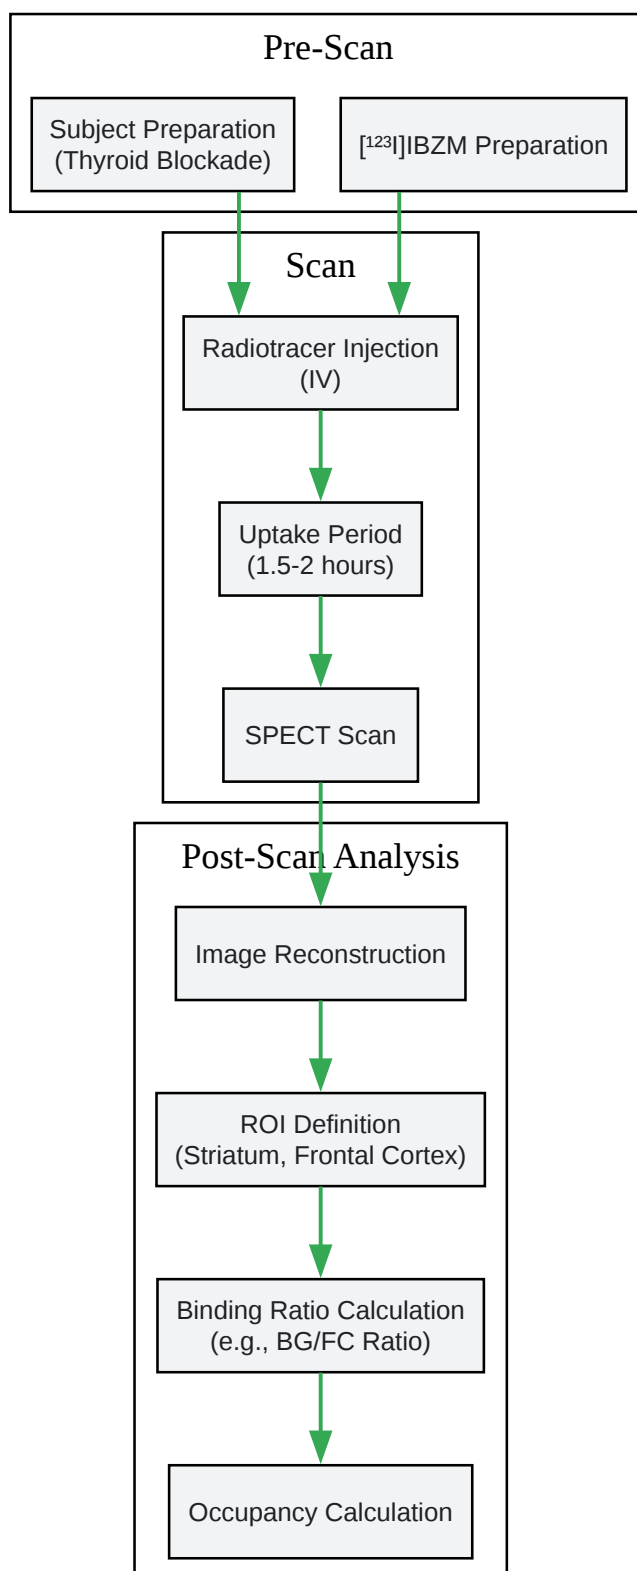 Pre-Scan
Subject Preparation
(Thyroid Blockade)
[¹²³I]IBZM Preparation
Scan
Radiotracer Injection
(IV)
Uptake Period
(1.5-2 hours)
SPECT Scan
Post-Scan Analysis
Image Reconstruction
ROI Definition
(Striatum, Frontal Cortex)
Binding Ratio Calculation
(e.g., BG/FC Ratio)
Occupancy Calculation